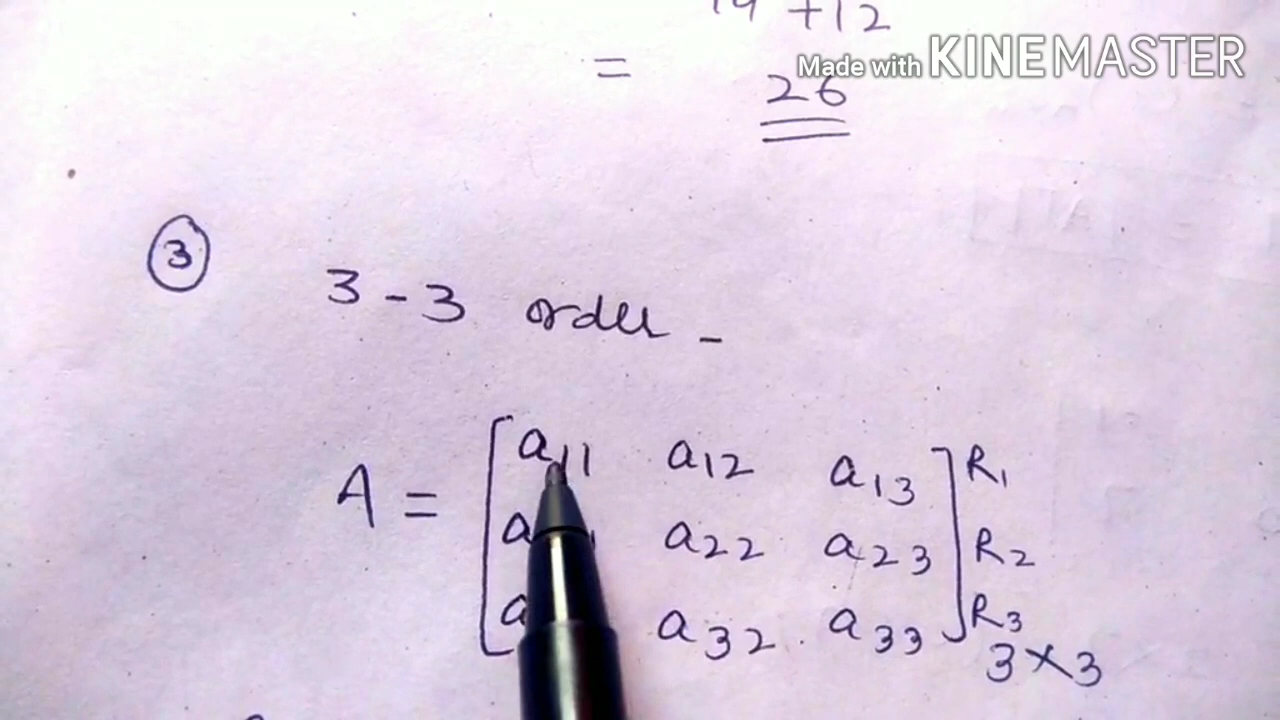 +12
Made with KINEMASTER
= 26
3
3-3 order -
A = [ a11 a12 a13 ] R1
a22 a23 R2
a32 a33 R3
3×3